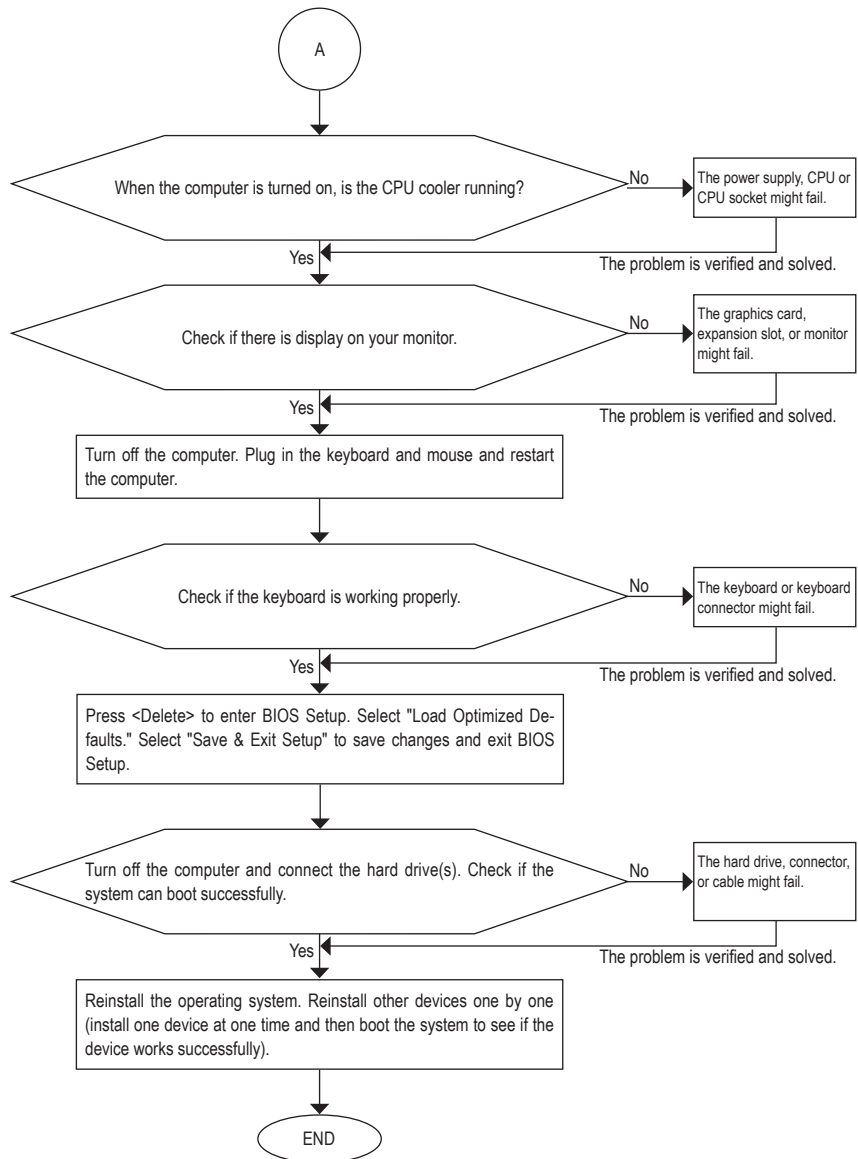 A
When the computer is turned on, is the CPU cooler running?
No
The power supply, CPU or
CPU socket might fail.
Yes
The problem is verified and solved.
Check if there is display on your monitor.
No
The graphics card,
expansion slot, or monitor
might fail.
Yes
The problem is verified and solved.
Turn off the computer. Plug in the keyboard and mouse and restart
the computer.
Check if the keyboard is working properly.
No
The keyboard or keyboard
connector might fail.
Yes
The problem is verified and solved.
Press <Delete> to enter BIOS Setup. Select "Load Optimized De-
faults." Select "Save & Exit Setup" to save changes and exit BIOS
Setup.
Turn off the computer and connect the hard drive(s). Check if the
system can boot successfully.
No
The hard drive, connector,
or cable might fail.
Yes
The problem is verified and solved.
Reinstall the operating system. Reinstall other devices one by one
(install one device at one time and then boot the system to see if the
device works successfully).
END